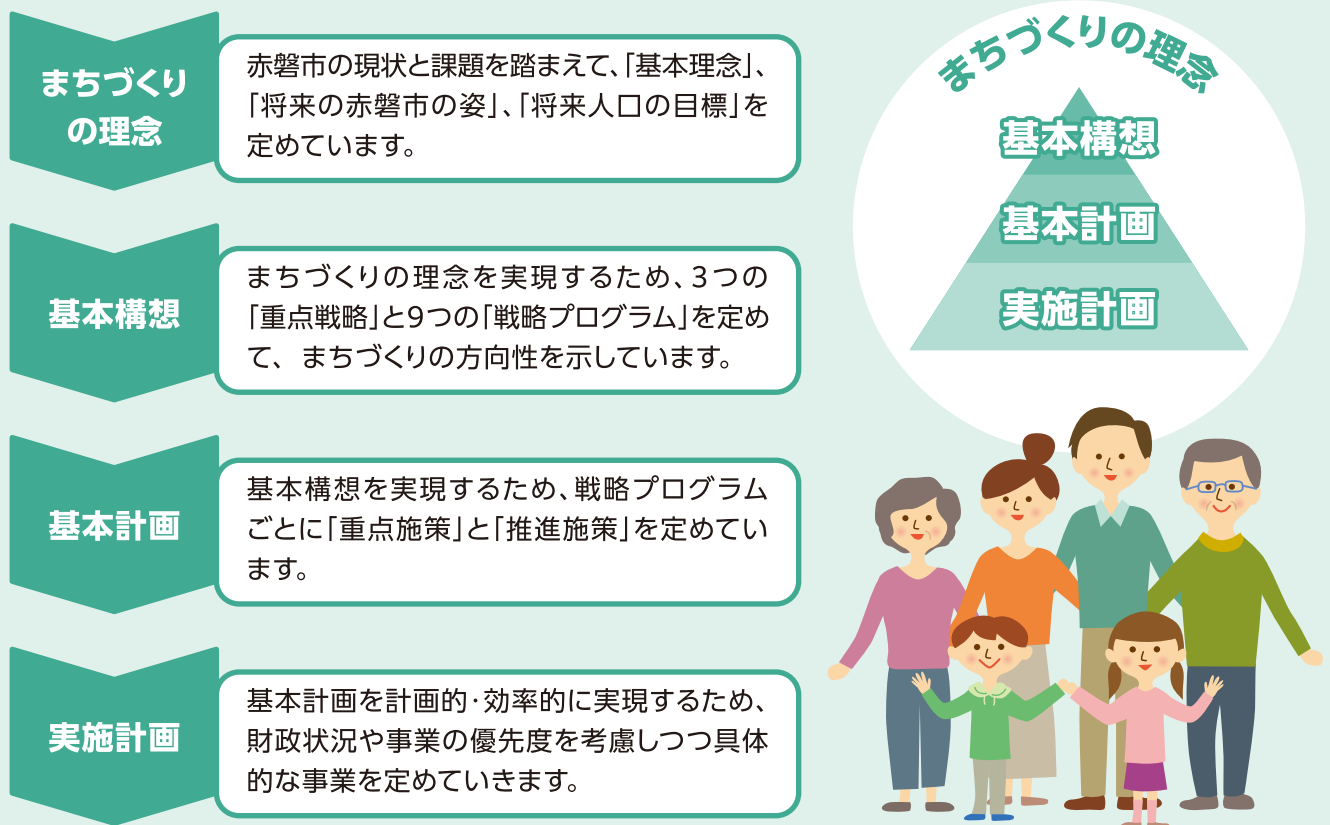 まちづくり
の理念
赤磐市の現状と課題を踏まえて、「基本理念」、
「将来の赤磐市の姿」、「将来人口の目標」を
定めています。
基本構想
まちづくりの理念を実現するため、3つの
「重点戦略」と9つの「戦略プログラム」を定め
て、まちづくりの方向性を示しています。
基本計画
基本構想を実現するため、戦略プログラム
ごとに「重点施策」と「推進施策」を定めてい
ます。
実施計画
基本計画を計画的・効率的に実現するため、
財政状況や事業の優先度を考慮しつつ具体
的な事業を定めていきます。
まちづくりの理念
基本構想
基本計画
実施計画